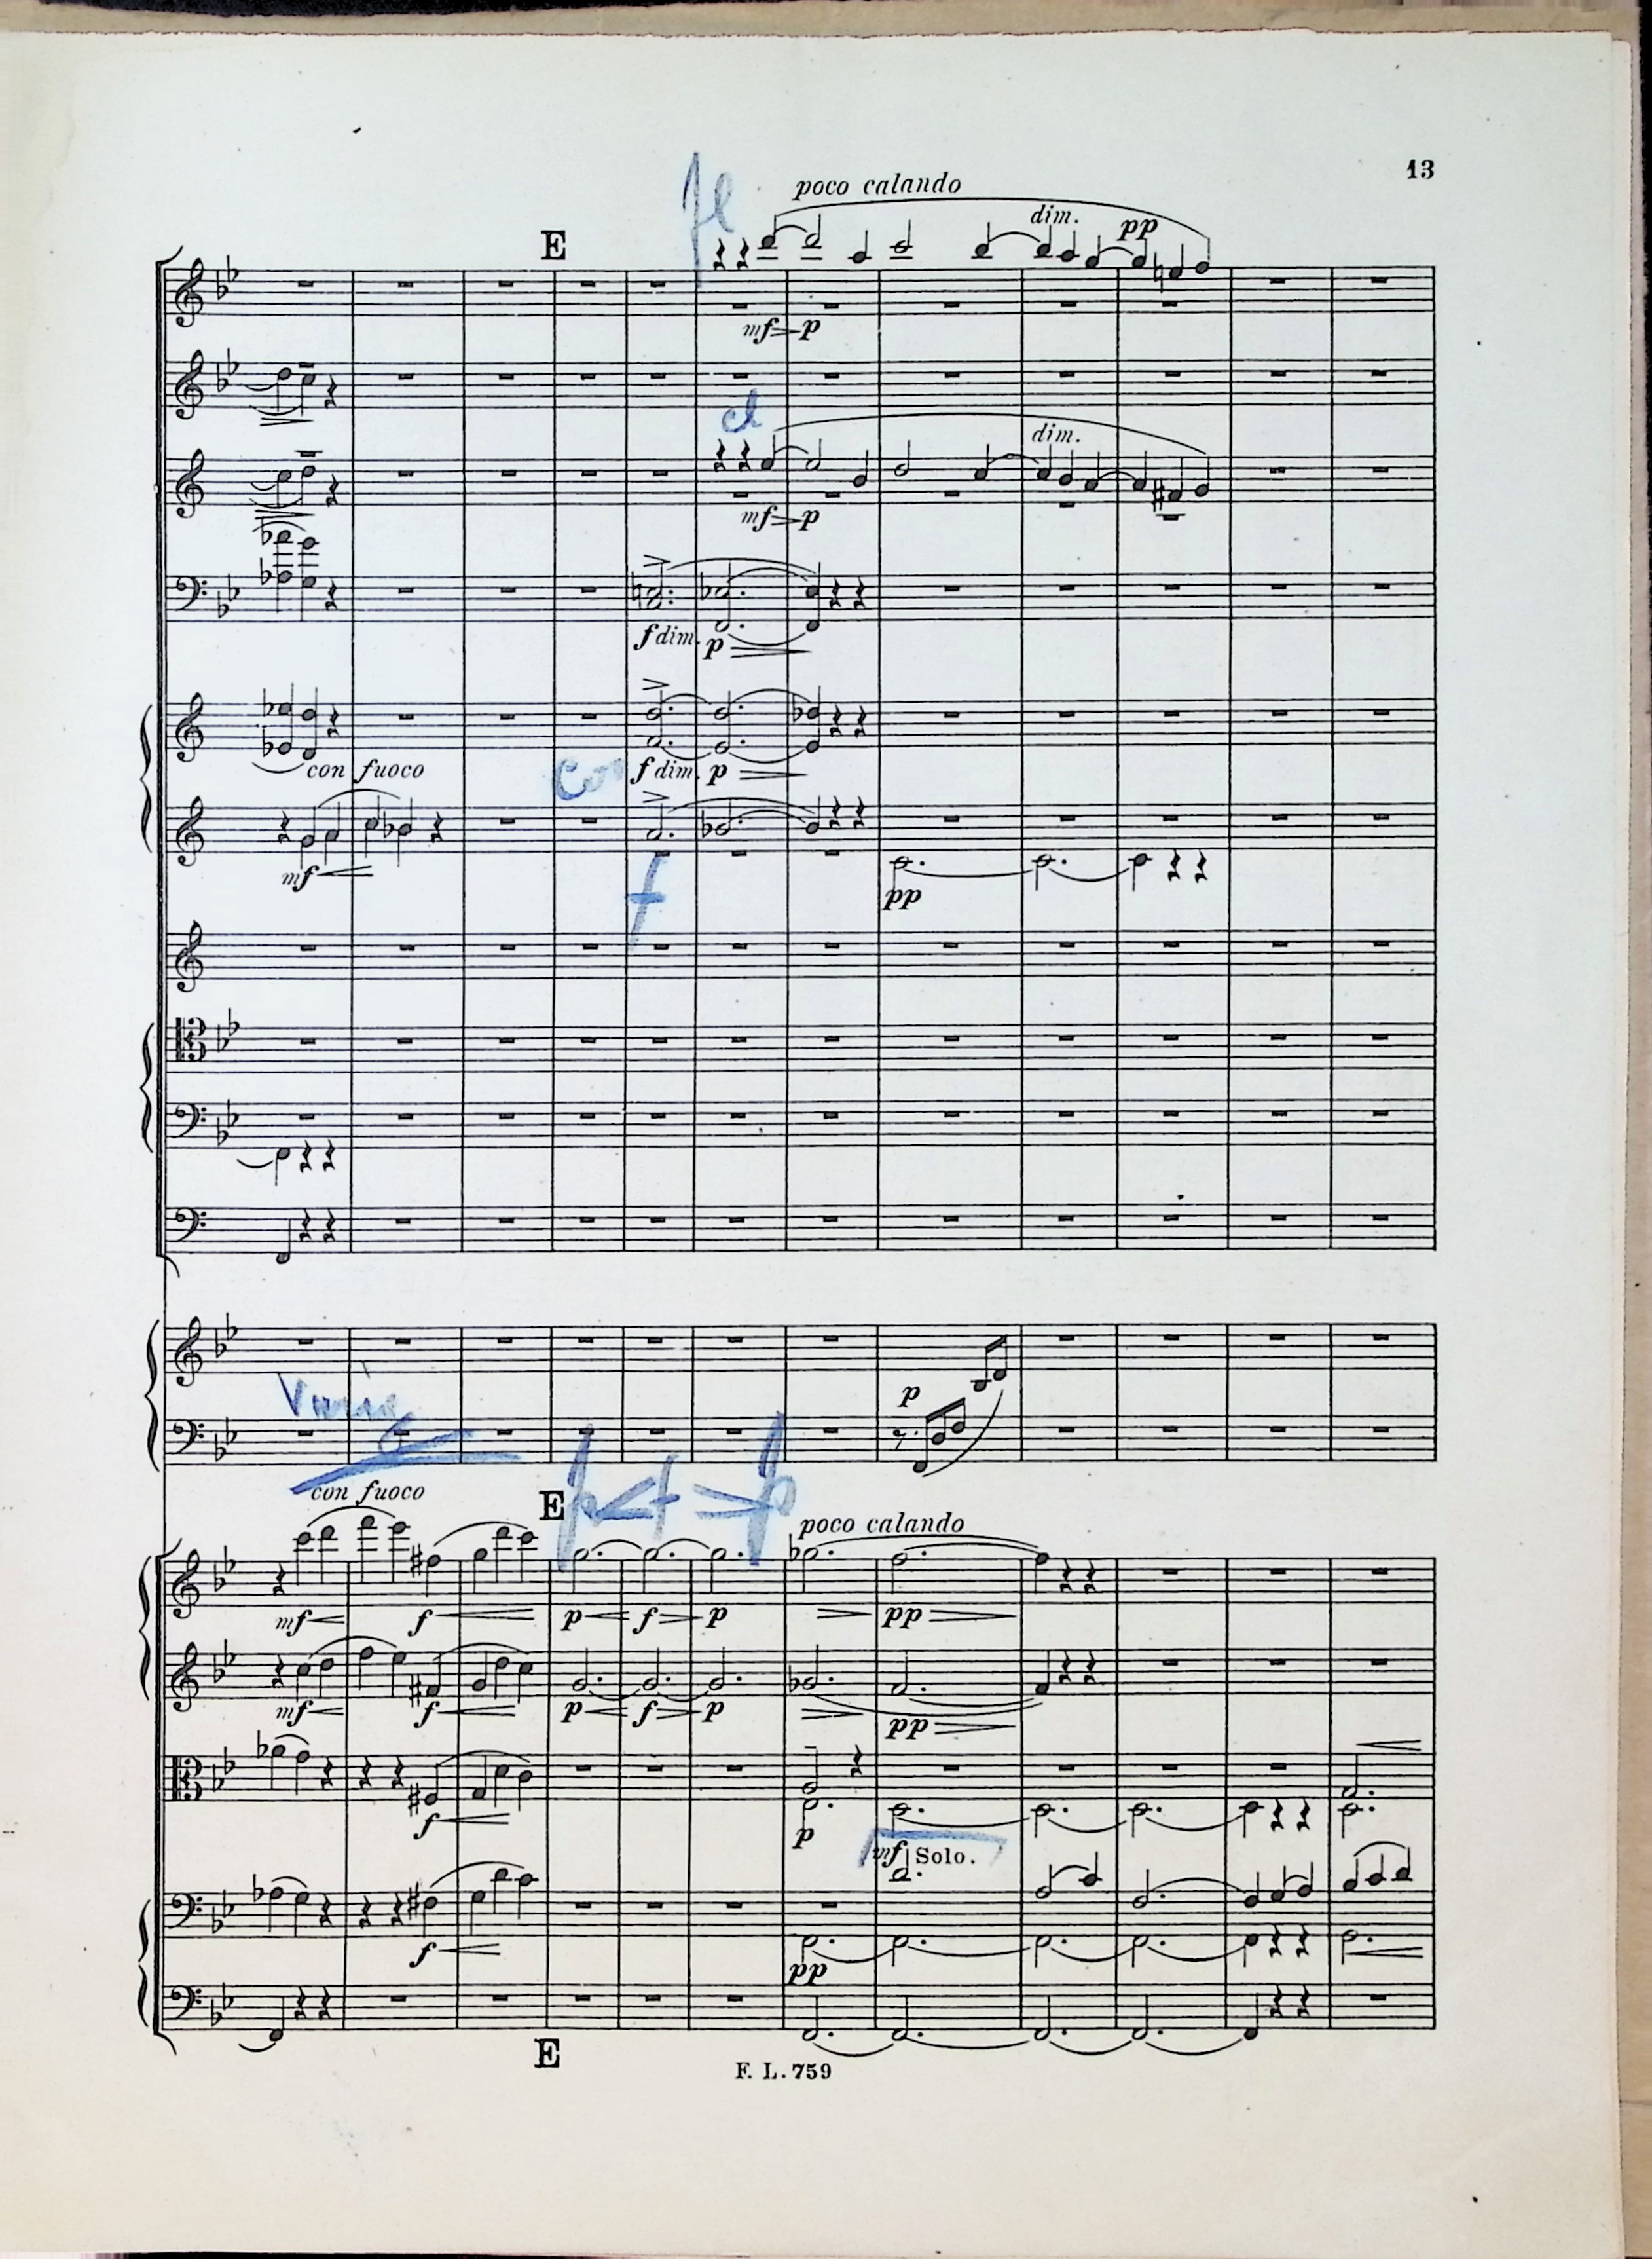 13
fl
poco calando
dim.
pp
E
mf p
cl
dim.
mf p
f dim. p
con fuoco
Cor
f dim. p
mf
f
pp
p
con fuoco
E
p f p
poco calando
mf f p f p pp
mf f p f p pp
f p
mf Solo.
f pp
E
F. L. 759